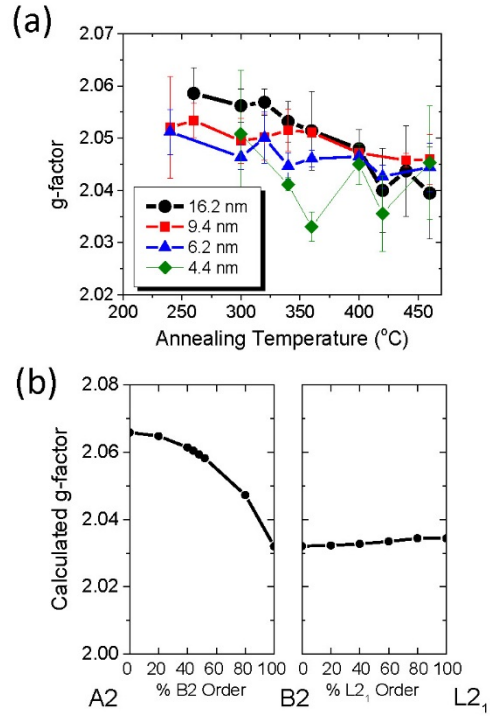 (a)
2.07
2.06
2.05
2.04
2.03
2.02
g-factor
16.2 nm
9.4 nm
6.2 nm
4.4 nm
200 250 300 350 400 450
Annealing Temperature (°C)
(b)
2.08
2.06
2.04
2.02
2.00
Calculated g-factor
0 20 40 60 80 100
0 20 40 60 80 100
A2 % B2 Order B2 % L2₁ Order L2₁